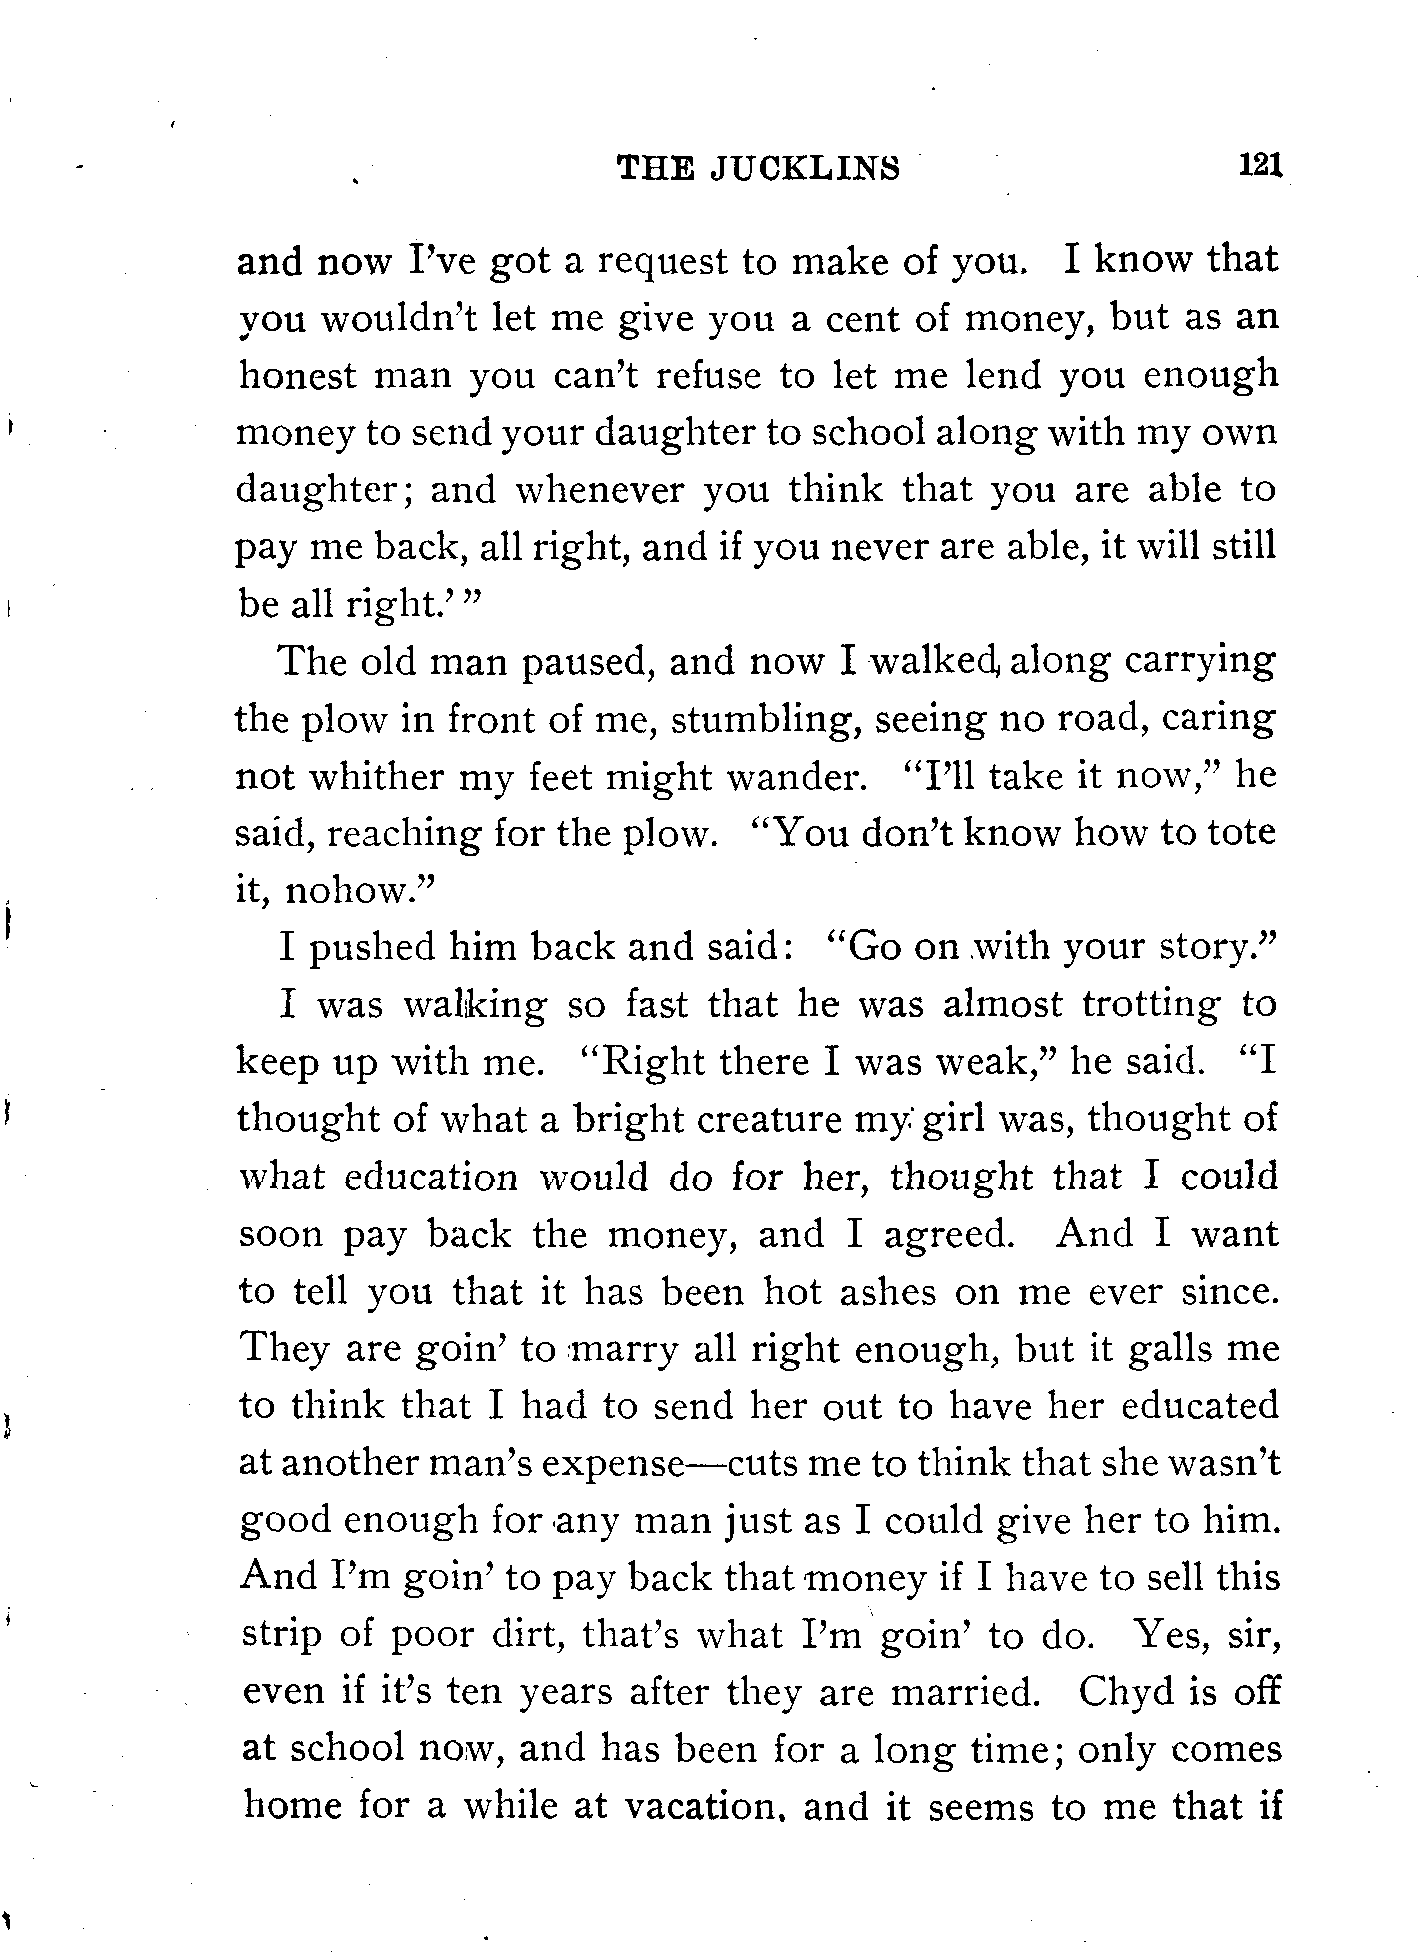 THE JUCKLINS 121
and now I've got a request to make of you. I know that
you wouldn't let me give you a cent of money, but as an
honest man you can't refuse to let me lend you enough
money to send your daughter to school along with my own
daughter; and whenever you think that you are able to
pay me back, all right, and if you never are able, it will still
be all right.' "
The old man paused, and now I walked along carrying
the plow in front of me, stumbling, seeing no road, caring
not whither my feet might wander. "I'll take it now," he
said, reaching for the plow. "You don't know how to tote
it, nohow."
I pushed him back and said: "Go on with your story."
I was walking so fast that he was almost trotting to
keep up with me. "Right there I was weak," he said. "I
thought of what a bright creature my girl was, thought of
what education would do for her, thought that I could
soon pay back the money, and I agreed. And I want
to tell you that it has been hot ashes on me ever since.
They are goin' to marry all right enough, but it galls me
to think that I had to send her out to have her educated
at another man's expense—cuts me to think that she wasn't
good enough for any man just as I could give her to him.
And I'm goin' to pay back that money if I have to sell this
strip of poor dirt, that's what I'm goin' to do. Yes, sir,
even if it's ten years after they are married. Chyd is off
at school now, and has been for a long time; only comes
home for a while at vacation, and it seems to me that if